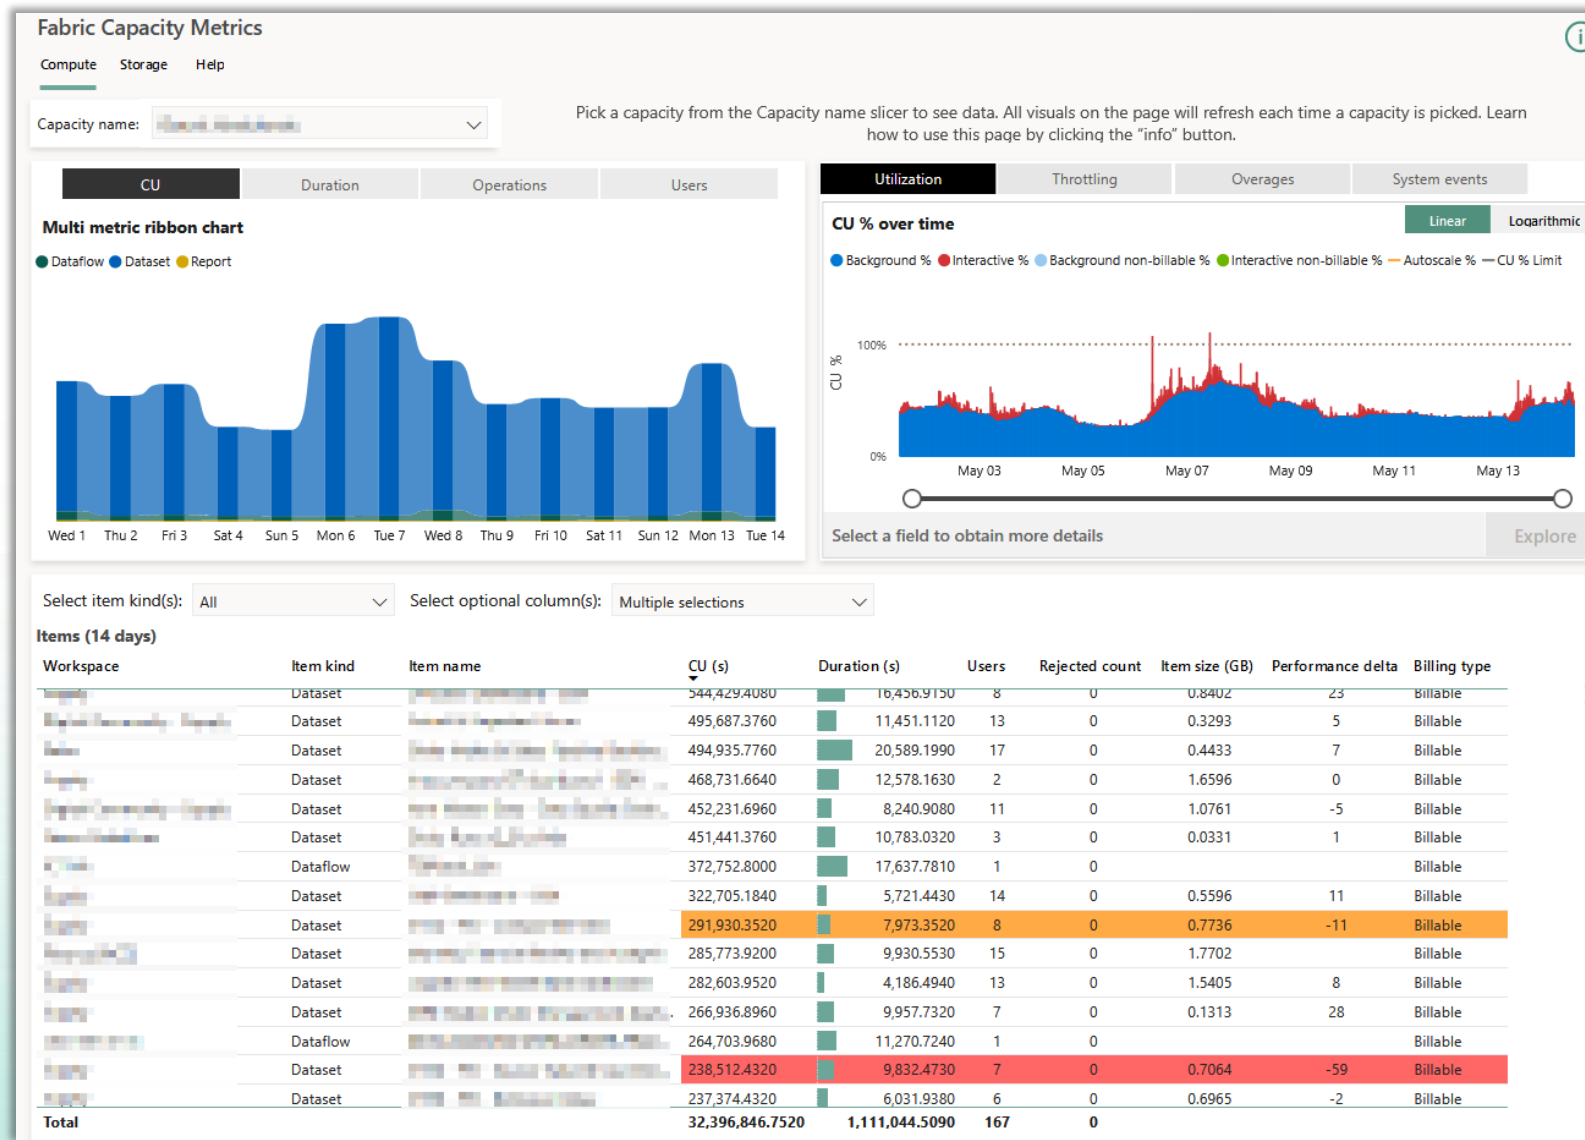 Fabric Capacity Metrics
Compute Storage Help
Capacity name:
Pick a capacity from the Capacity name slicer to see data. All visuals on the page will refresh each time a capacity is picked. Learn
how to use this page by clicking the "info" button.
CU Duration Operations Users
Multi metric ribbon chart
Dataflow Dataset Report
Wed 1 Thu 2 Fri 3 Sat 4 Sun 5 Mon 6 Tue 7 Wed 8 Thu 9 Fri 10 Sat 11 Sun 12 Mon 13 Tue 14
Utilization Throttling Overages System events
CU % over time
Linear Logarithmic
Background % Interactive % Background non-billable % Interactive non-billable % Autoscale % CU % Limit
100%
CU %
0%
May 03 May 05 May 07 May 09 May 11 May 13
Select a field to obtain more details
Explore
Select item kind(s): All Select optional column(s): Multiple selections
Items (14 days)
Workspace Item kind Item name CU (s) Duration (s) Users Rejected count Item size (GB) Performance delta Billing type
Dataset 544,429.4080 16,456.9150 8 0 0.8402 23 Billable
Dataset 495,687.3760 11,451.1120 13 0 0.3293 5 Billable
Dataset 494,935.7760 20,589.1990 17 0 0.4433 7 Billable
Dataset 468,731.6640 12,578.1630 2 0 1.6596 0 Billable
Dataset 452,231.6960 8,240.9080 11 0 1.0761 -5 Billable
Dataset 451,441.3760 10,783.0320 3 0 0.0331 1 Billable
Dataflow 372,752.8000 17,637.7810 1 0 Billable
Dataset 322,705.1840 5,721.4430 14 0 0.5596 11 Billable
Dataset 291,930.3520 7,973.3520 8 0 0.7736 -11 Billable
Dataset 285,773.9200 9,930.5530 15 0 1.7702 Billable
Dataset 282,603.9520 4,186.4940 13 0 1.5405 8 Billable
Dataset 266,936.8960 9,957.7320 7 0 0.1313 28 Billable
Dataflow 264,703.9680 11,270.7240 1 0 Billable
Dataset 238,512.4320 9,832.4730 7 0 0.7064 -59 Billable
Dataset 237,374.4320 6,031.9380 6 0 0.6965 -2 Billable
Total 32,396,846.7520 1,111,044.5090 167 0